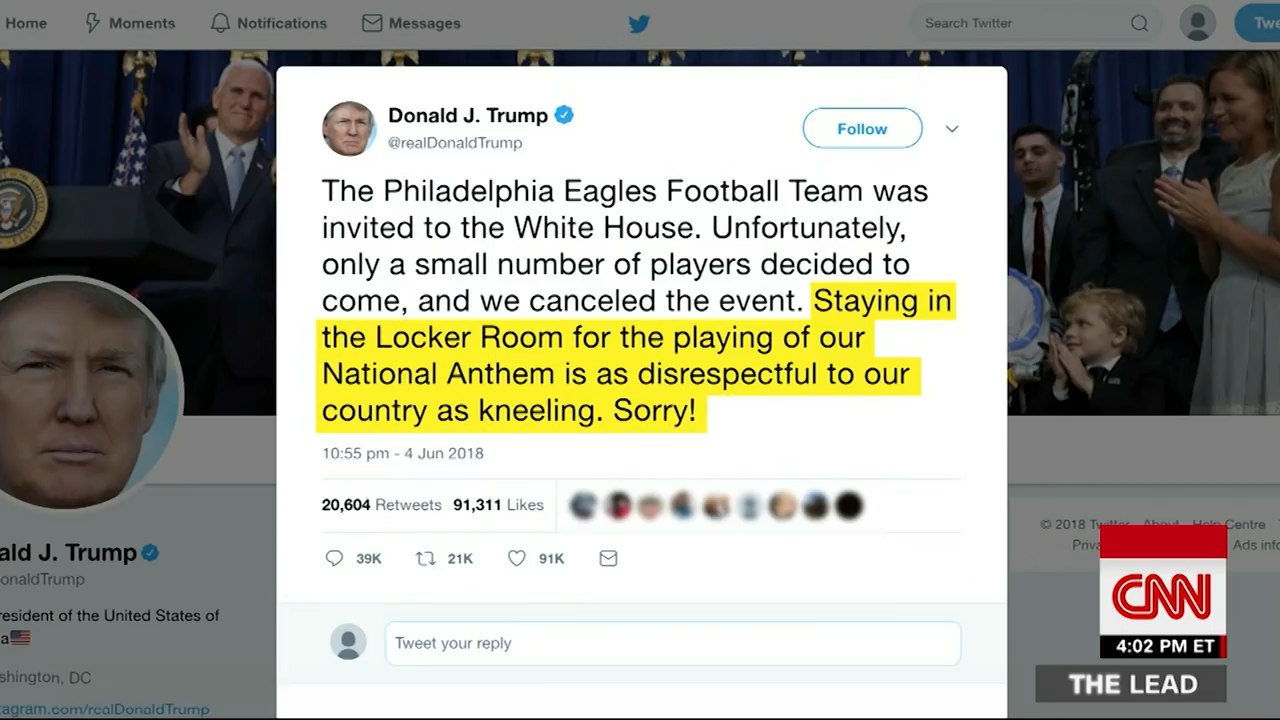 Home
Moments
Notifications
Messages
Search Twitter
Donald J. Trump
@realDonaldTrump
Follow
The Philadelphia Eagles Football Team was
invited to the White House. Unfortunately,
only a small number of players decided to
come, and we canceled the event. Staying in
the Locker Room for the playing of our
National Anthem is as disrespectful to our
country as kneeling. Sorry!
10:55 pm - 4 Jun 2018
20,604 Retweets 91,311 Likes
39K 21K 91K
Tweet your reply
ald J. Trump
onaldTrump
resident of the United States of
a
shington, DC
tagram.com/realDonaldTrump
© 2018 Twitter About Help Centre
Ads info
CNN
4:02 PM ET
THE LEAD